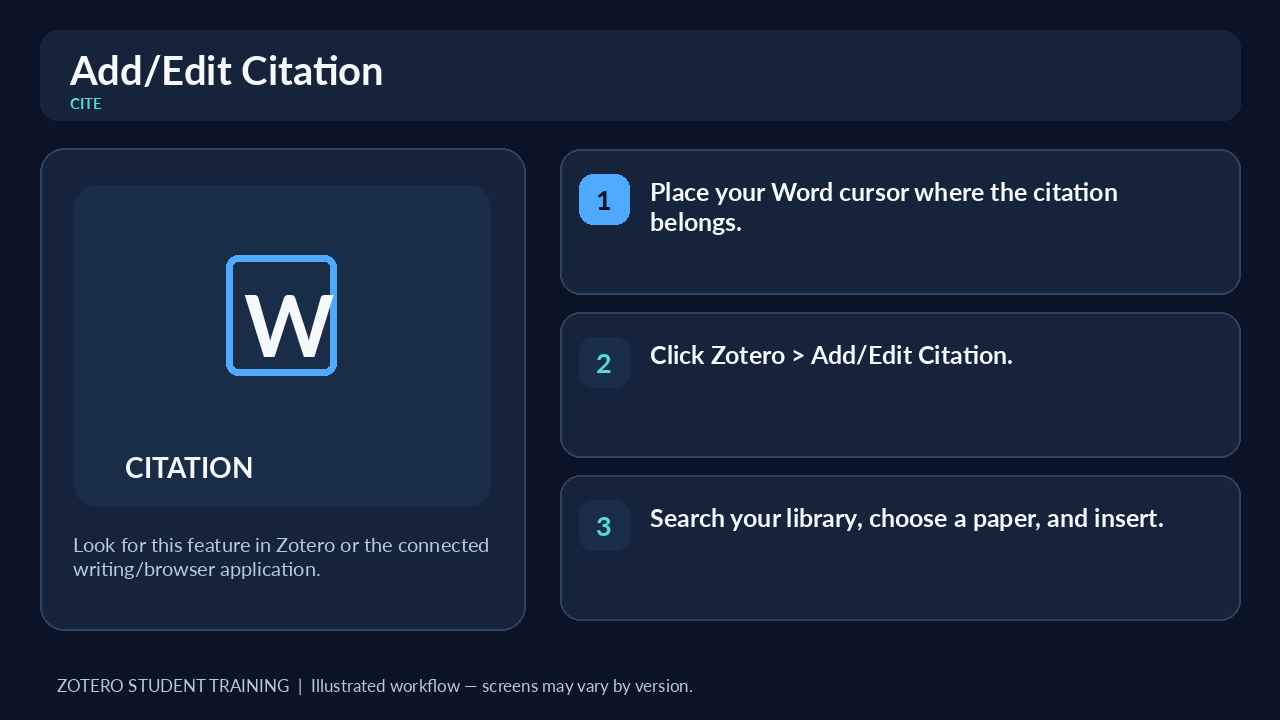 Add/Edit Citation
CITE
W
CITATION
Look for this feature in Zotero or the connected
writing/browser application.
1
Place your Word cursor where the citation
belongs.
2
Click Zotero > Add/Edit Citation.
3
Search your library, choose a paper, and insert.
ZOTERO STUDENT TRAINING | Illustrated workflow — screens may vary by version.